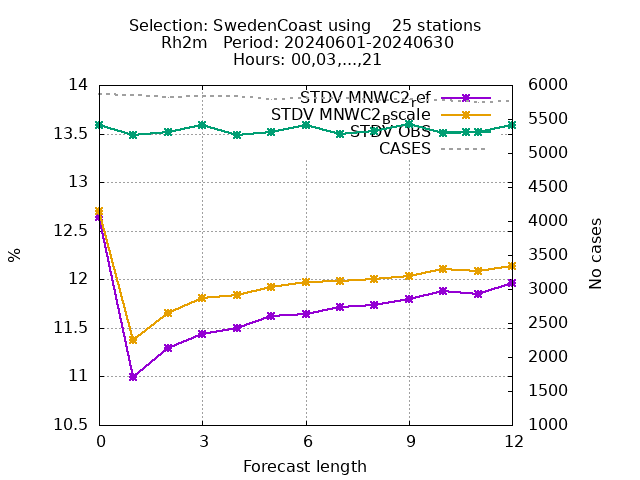 Selection: SwedenCoast using    25 stations
Rh2m   Period: 20240601-20240630
Hours: 00,03,...,21
14
13.5
13
12.5
12
11.5
11
10.5
%
STDV MNWC2_ref
STDV MNWC2_Bscale
STDV OBS
CASES
6000
5500
5000
4500
4000
3500
3000
2500
2000
1500
1000
No cases
0
3
6
9
12
Forecast length